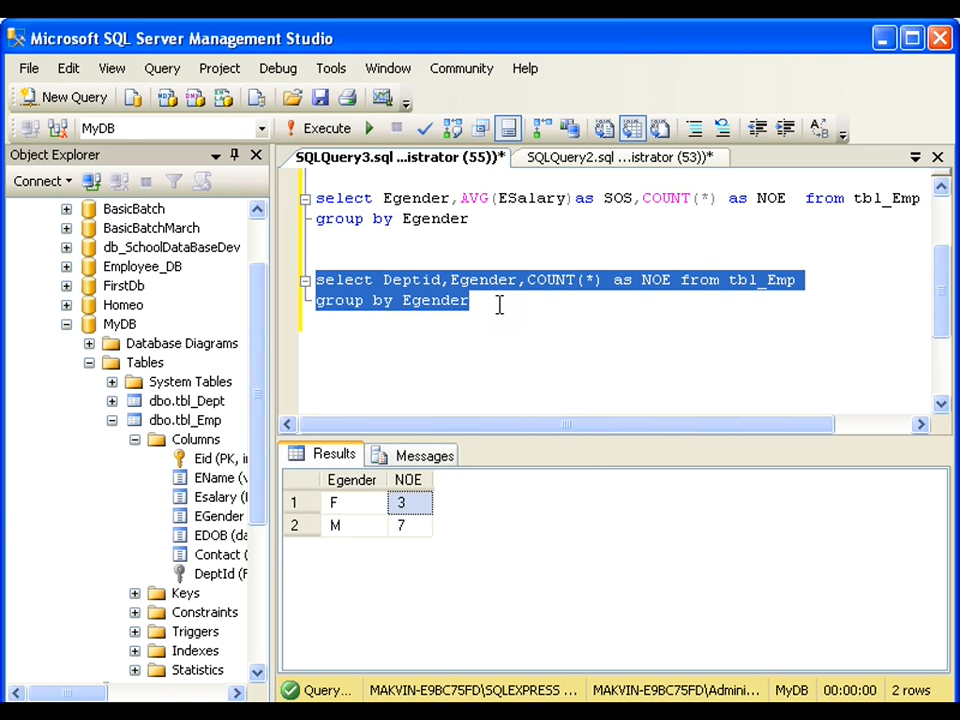 Microsoft SQL Server Management Studio
File Edit View Query Project Debug Tools Window Community Help
New Query
MyDB Execute
Object Explorer
SQLQuery3.sql ...istrator (55))* SQLQuery2.sql ...istrator (53))*
Connect
BasicBatch
BasicBatchMarch
db_SchoolDataBaseDev
Employee_DB
FirstDb
Homeo
MyDB
Database Diagrams
Tables
System Tables
dbo.tbl_Dept
dbo.tbl_Emp
Columns
Eid (PK, i
EName (
Esalary (
EGender
EDOB (da
Contact (
DeptId (F
Keys
Constraints
Triggers
Indexes
Statistics
select Egender,AVG(ESalary)as SOS,COUNT(*) as NOE from tbl_Emp
group by Egender
select Deptid,Egender,COUNT(*) as NOE from tbl_Emp
group by Egender
Results Messages
Egender NOE
1 F 3
2 M 7
Query... MAKVIN-E9BC75FD\SQLEXPRESS ... MAKVIN-E9BC75FD\Admini... MyDB 00:00:00 2 rows